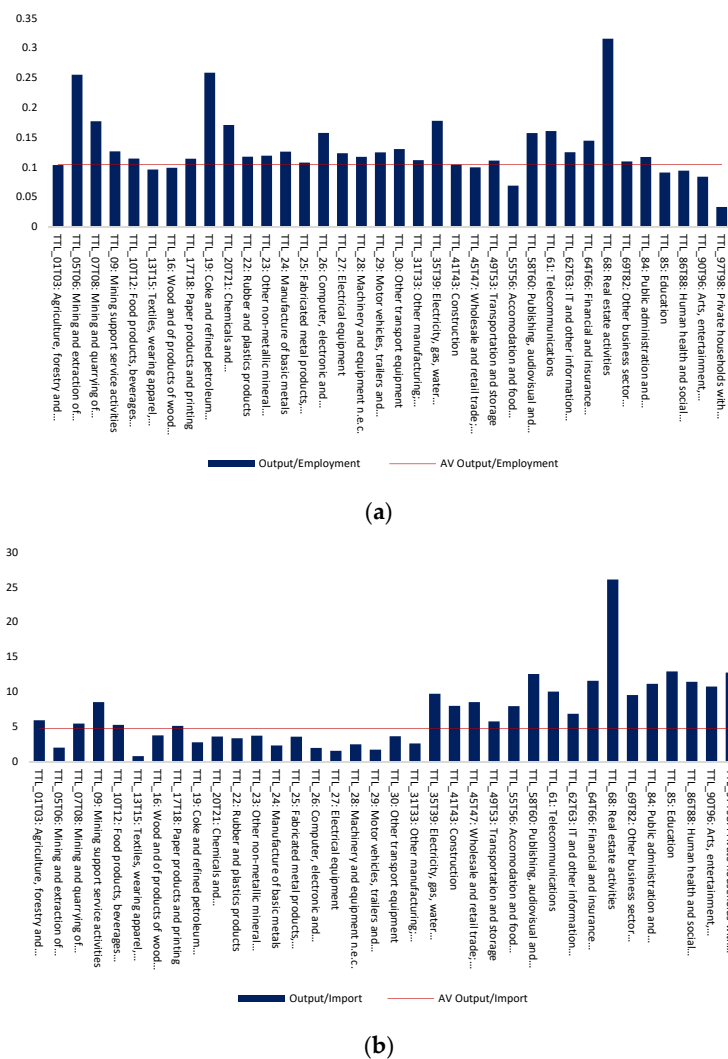 0.35
0.3
0.25
0.2
0.15
0.1
0.05
0
TTL_01T03: Agriculture, forestry and...
TTL_05T06: Mining and extraction of...
TTL_07T08: Mining and quarrying of...
TTL_09: Mining support service activities
TTL_10T12: Food products, beverages...
TTL_13T15: Textiles, wearing apparel,...
TTL_16: Wood and of products of wood...
TTL_17T18: Paper products and printing
TTL_19: Coke and refined petroleum...
TTL_20T21: Chemicals and...
TTL_22: Rubber and plastics products
TTL_23: Other non-metallic mineral...
TTL_24: Manufacture of basic metals
TTL_25: Fabricated metal products,...
TTL_26: Computer, electronic and...
TTL_27: Electrical equipment
TTL_28: Machinery and equipment n.e.c.
TTL_29: Motor vehicles, trailers and...
TTL_30: Other transport equipment
TTL_31T33: Other manufacturing;...
TTL_35T39: Electricity, gas, water...
TTL_41T43: Construction
TTL_45T47: Wholesale and retail trade;...
TTL_49T53: Transportation and storage
TTL_55T56: Accomodation and food...
TTL_58T60: Publishing, audiovisual and...
TTL_61: Telecommunications
TTL_62T63: IT and other information...
TTL_64T66: Financial and insurance...
TTL_68: Real estate activities
TTL_69T82: Other business sector...
TTL_84: Public administration and...
TTL_85: Education
TTL_86T88: Human health and social...
TTL_90T96: Arts, entertainment,...
TTL_97T98: Private households with...
Output/Employment
AV Output/Employment
(a)
30
25
20
15
10
5
0
TTL_01T03: Agriculture, forestry and...
TTL_05T06: Mining and extraction of...
TTL_07T08: Mining and quarrying of...
TTL_09: Mining support service activities
TTL_10T12: Food products, beverages...
TTL_13T15: Textiles, wearing apparel,...
TTL_16: Wood and of products of wood...
TTL_17T18: Paper products and printing
TTL_19: Coke and refined petroleum...
TTL_20T21: Chemicals and...
TTL_22: Rubber and plastics products
TTL_23: Other non-metallic mineral...
TTL_24: Manufacture of basic metals
TTL_25: Fabricated metal products,...
TTL_26: Computer, electronic and...
TTL_27: Electrical equipment
TTL_28: Machinery and equipment n.e.c.
TTL_29: Motor vehicles, trailers and...
TTL_30: Other transport equipment
TTL_31T33: Other manufacturing;...
TTL_35T39: Electricity, gas, water...
TTL_41T43: Construction
TTL_45T47: Wholesale and retail trade;...
TTL_49T53: Transportation and storage
TTL_55T56: Accomodation and food...
TTL_58T60: Publishing, audiovisual and...
TTL_61: Telecommunications
TTL_62T63: IT and other information...
TTL_64T66: Financial and insurance...
TTL_68: Real estate activities
TTL_69T82: Other business sector...
TTL_84: Public administration and...
TTL_85: Education
TTL_86T88: Human health and social...
TTL_90T96: Arts, entertainment,...
Output/Import
AV Output/Import
(b)